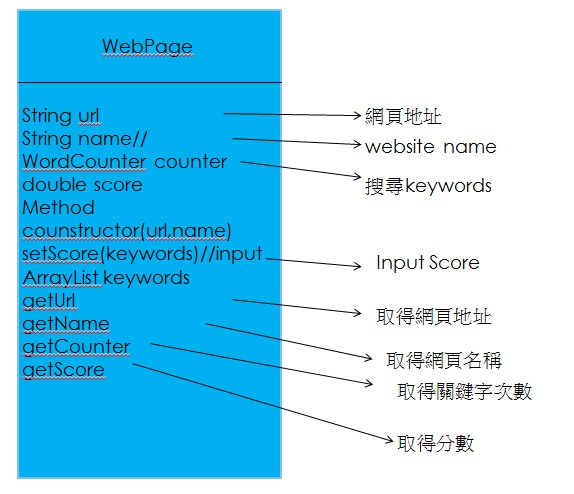 WebPage
String url
String name//
WordCounter counter
double score
Method
counstructor(url,name)
setScore(keywords)//input
ArrayList keywords
getUrl
getName
getCounter
getScore
網頁地址
website name
搜尋keywords
Input Score
取得網頁地址
取得網頁名稱
取得關鍵字次數
取得分數